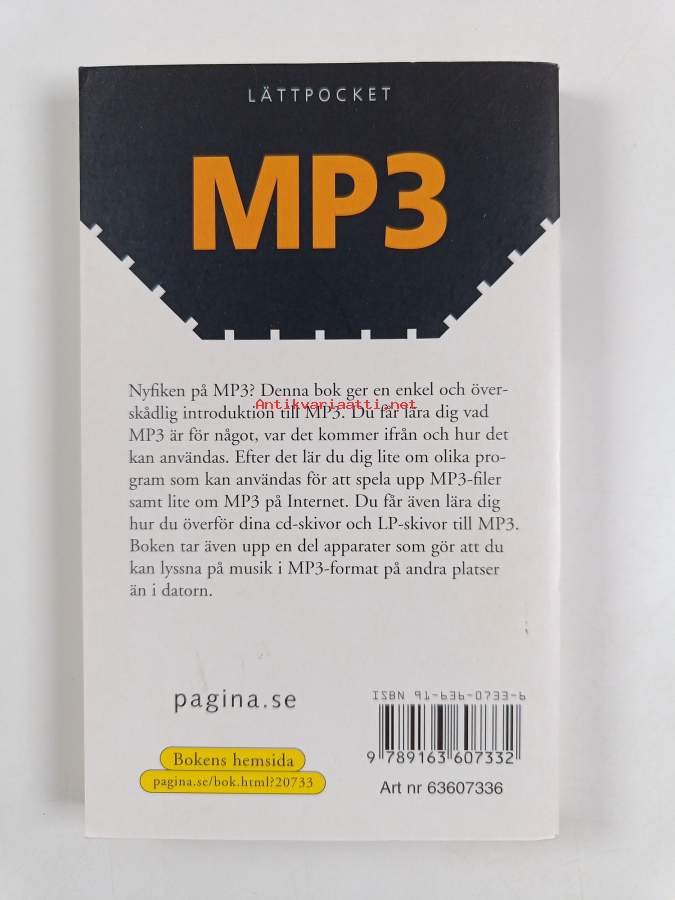 LÄTTPOCKET
MP3
Nyfiken på MP3? Denna bok ger en enkel och över-
Antikvariaatti.net
skådlig introduktion till MP3. Du får lära dig vad
MP3 är för något, var det kommer ifrån och hur det
kan användas. Efter det lär du dig lite om olika pro-
gram som kan användas för att spela upp MP3-filer
samt lite om MP3 på Internet. Du får även lära dig
hur du överför dina cd-skivor och LP-skivor till MP3.
Boken tar även upp en del apparater som gör att du
kan lyssna på musik i MP3-format på andra platser
än i datorn.
pagina.se
Bokens hemsida
pagina.se/bok.html?20733
ISBN 91-636-0733-6
9 789163 607332
Art nr 63607336